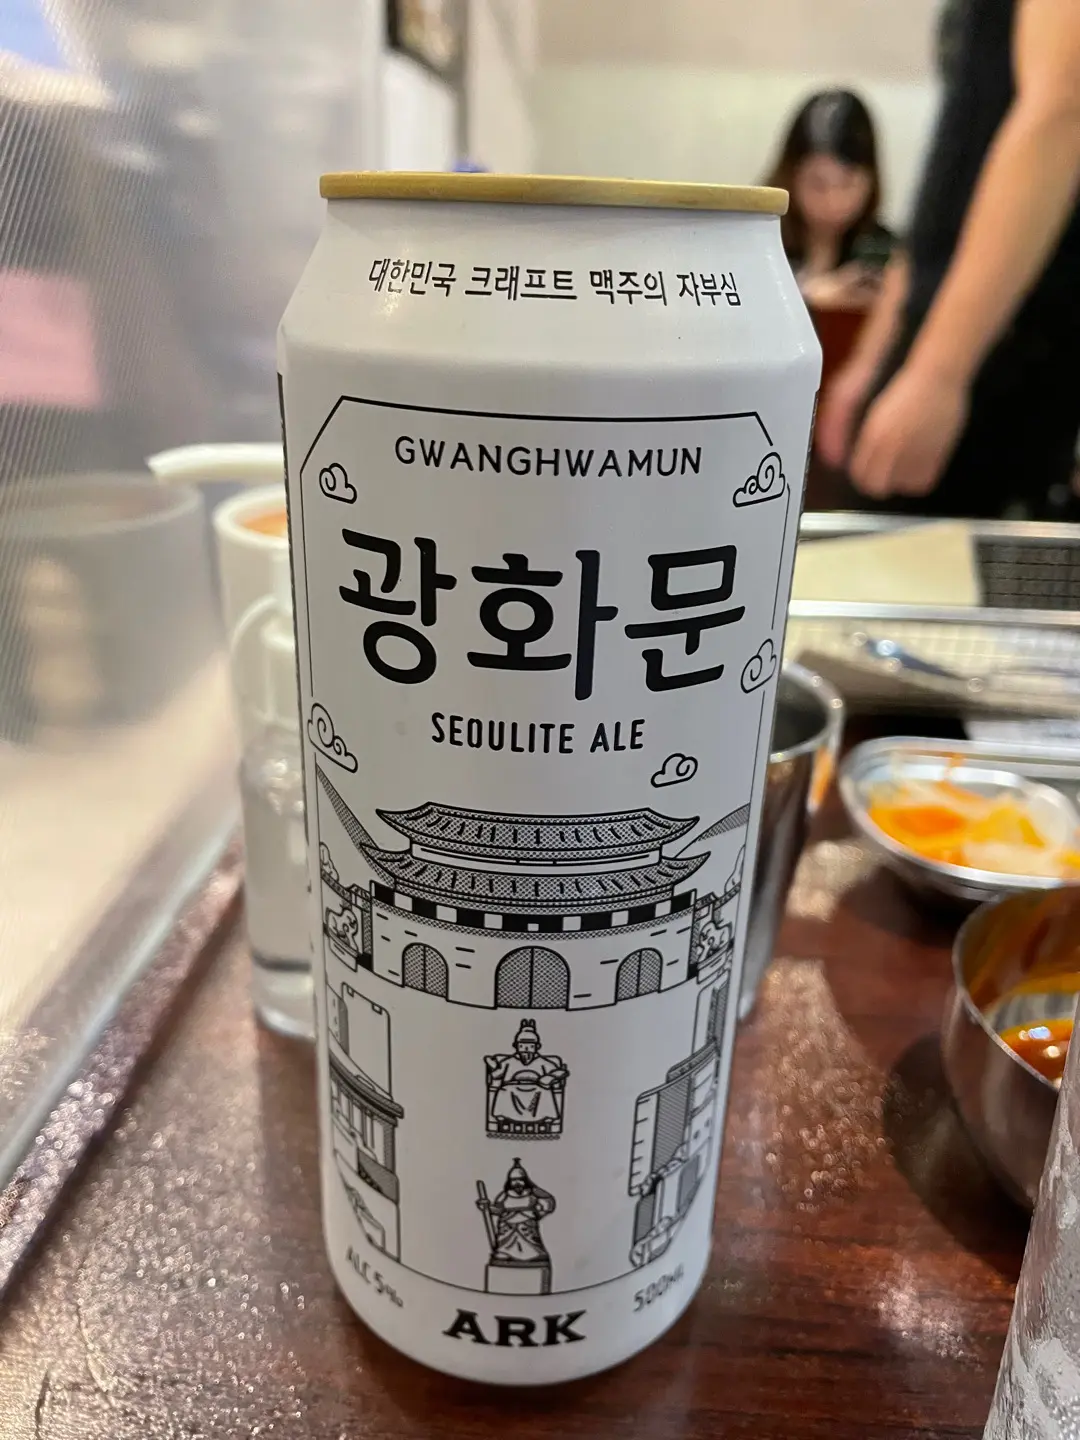 대한민국 크래프트 맥주의 자부심
GWANGHWAMUN
광화문
SEOULITE ALE
ALC 5%
500ML
ARK